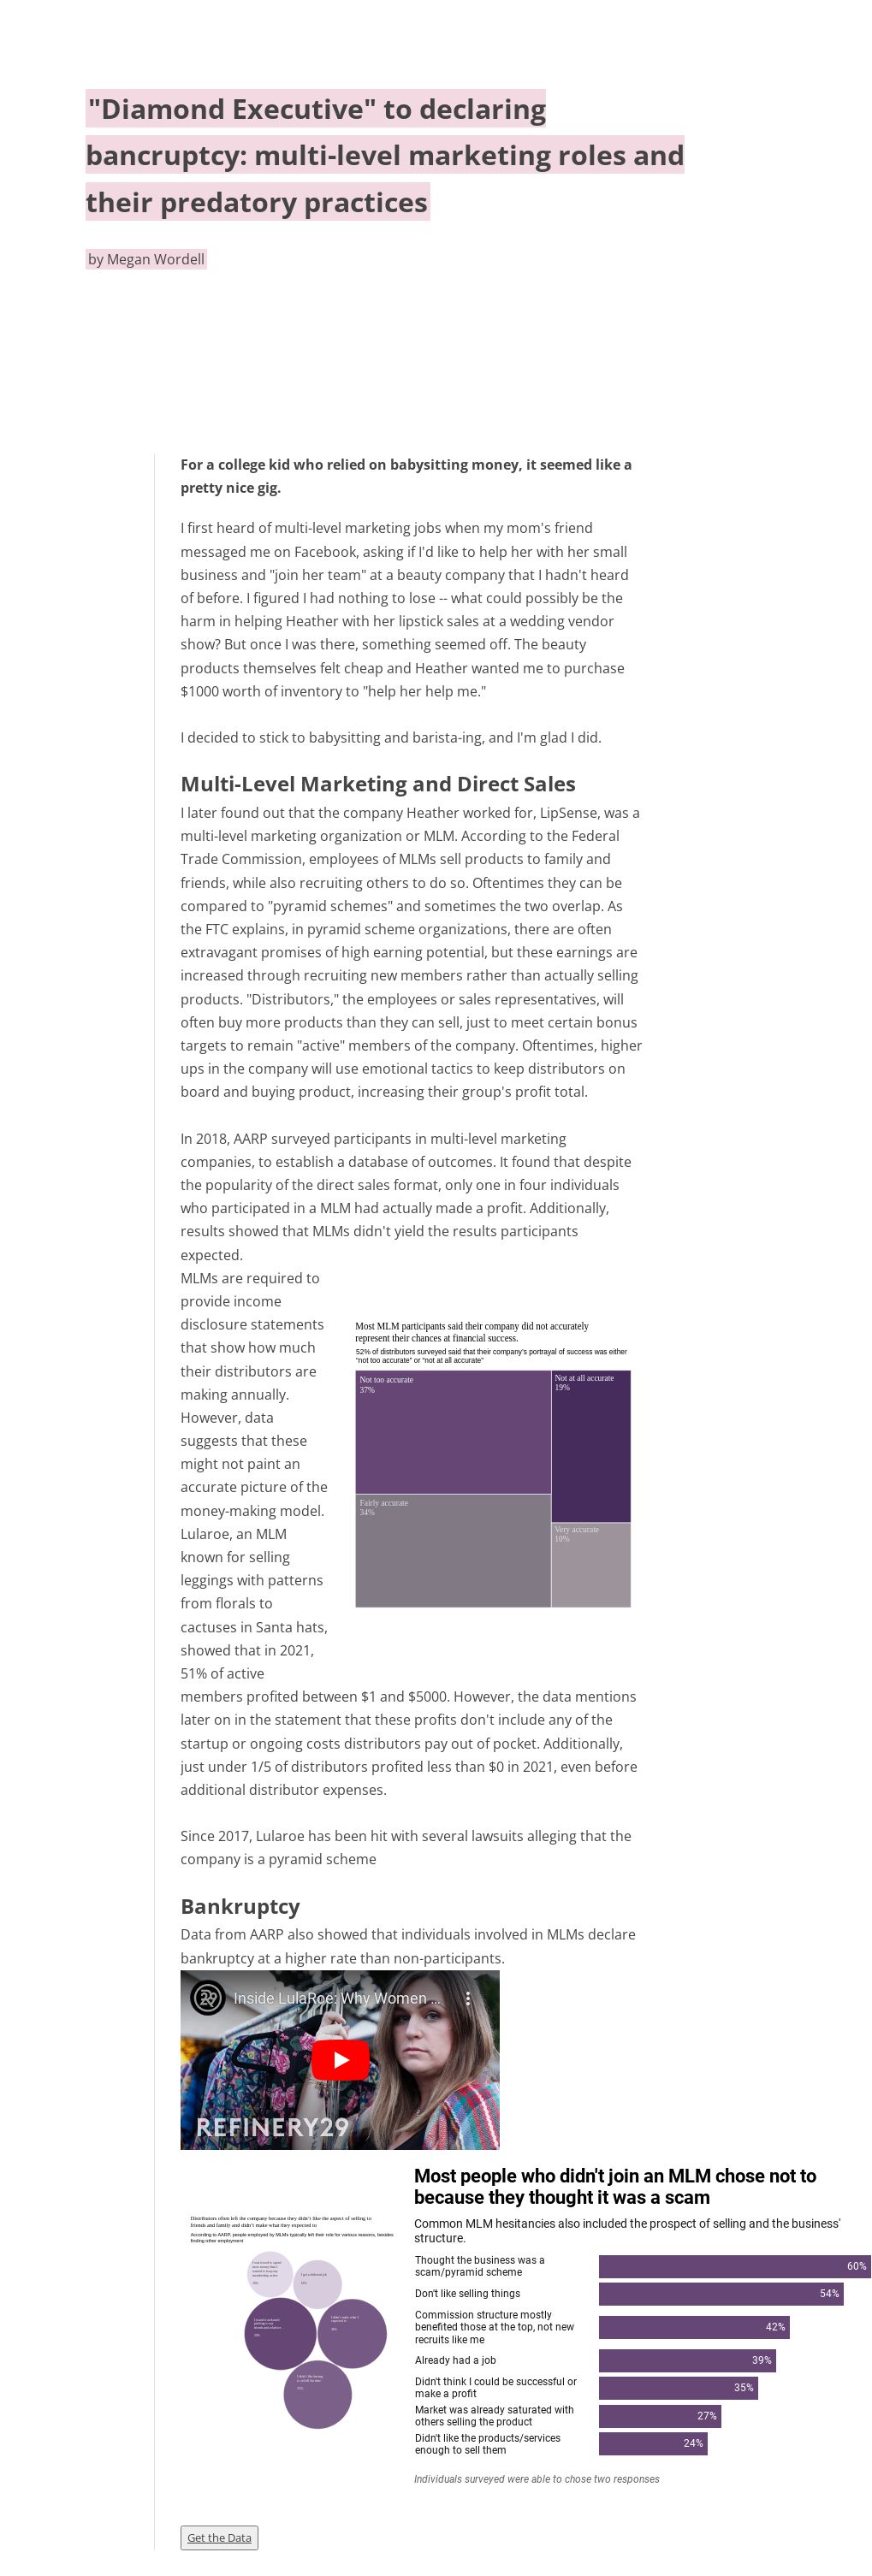 "Diamond Executive" to declaring
bancruptcy: multi-level marketing roles and
their predatory practices
by Megan Wordell
For a college kid who relied on babysitting money, it seemed like a
pretty nice gig.
I first heard of multi-level marketing jobs when my mom's friend
messaged me on Facebook, asking if I'd like to help her with her small
business and "join her team" at a beauty company that I hadn't heard
of before. I figured I had nothing to lose -- what could possibly be the
harm in helping Heather with her lipstick sales at a wedding vendor
show? But once I was there, something seemed off. The beauty
products themselves felt cheap and Heather wanted me to purchase
$1000 worth of inventory to "help her help me."
I decided to stick to babysitting and barista-ing, and I'm glad I did.
Multi-Level Marketing and Direct Sales
I later found out that the company Heather worked for, LipSense, was a
multi-level marketing organization or MLM. According to the Federal
Trade Commission, employees of MLMs sell products to family and
friends, while also recruiting others to do so. Oftentimes they can be
compared to "pyramid schemes" and sometimes the two overlap. As
the FTC explains, in pyramid scheme organizations, there are often
extravagant promises of high earning potential, but these earnings are
increased through recruiting new members rather than actually selling
products. "Distributors," the employees or sales representatives, will
often buy more products than they can sell, just to meet certain bonus
targets to remain "active" members of the company. Oftentimes, higher
ups in the company will use emotional tactics to keep distributors on
board and buying product, increasing their group's profit total.
In 2018, AARP surveyed participants in multi-level marketing
companies, to establish a database of outcomes. It found that despite
the popularity of the direct sales format, only one in four individuals
who participated in a MLM had actually made a profit. Additionally,
results showed that MLMs didn't yield the results participants
expected.
MLMs are required to
provide income
disclosure statements
that show how much
their distributors are
making annually.
However, data
suggests that these
might not paint an
accurate picture of the
money-making model.
Lularoe, an MLM
known for selling
leggings with patterns
from florals to
cactuses in Santa hats,
showed that in 2021,
51% of active
Most MLM participants said their company did not accurately
represent their chances at financial success.
52% of distributors surveyed said that their company's portrayal of success was either
"not too accurate" or "not at all accurate"
Not too accurate
37%
Not at all accurate
19%
Fairly accurate
34%
Very accurate
10%
members profited between $1 and $5000. However, the data mentions
later on in the statement that these profits don't include any of the
startup or ongoing costs distributors pay out of pocket. Additionally,
just under 1/5 of distributors profited less than $0 in 2021, even before
additional distributor expenses.
Since 2017, Lularoe has been hit with several lawsuits alleging that the
company is a pyramid scheme
Bankruptcy
Data from AARP also showed that individuals involved in MLMs declare
bankruptcy at a higher rate than non-participants.
29
Inside LulaRoe: Why Women ...
REFINERY29
Distributors often left the company because they didn't like the aspect of selling to
friends and family and didn't make what they expected to
According to AARP, people employed by MLMs typically left their role for various reasons, besides
finding other employment
Most people who didn't join an MLM chose not to
because they thought it was a scam
Common MLM hesitancies also included the prospect of selling and the business'
structure.
Thought the business was a
scam/pyramid scheme
60%
Don't like selling things
54%
Commission structure mostly
benefited those at the top, not new
recruits like me
42%
Already had a job
39%
Didn't think I could be successful or
make a profit
35%
Market was already saturated with
others selling the product
27%
Didn't like the products/services
enough to sell them
24%
Individuals surveyed were able to chose two responses
Get the Data